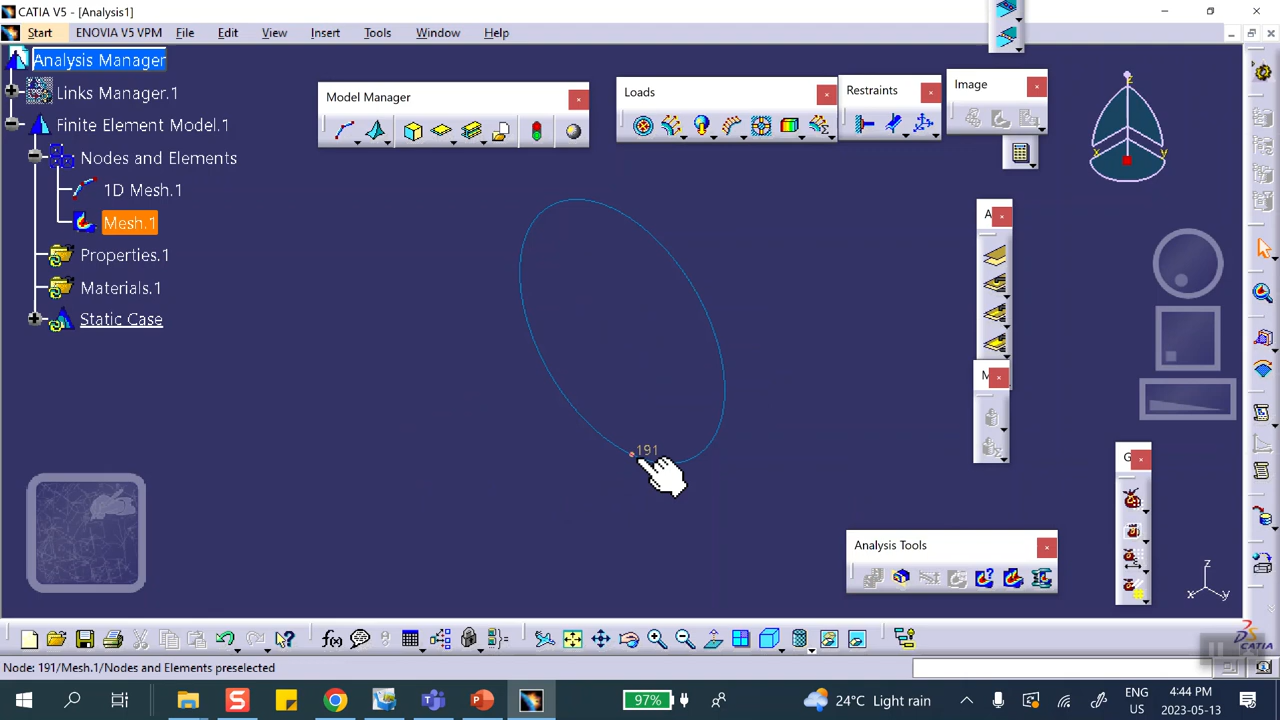 CATIA V5 - [Analysis1]
Start
ENOVIA V5 VPM
File
Edit
View
Insert
Tools
Window
Help
Analysis Manager
Links Manager.1
Finite Element Model.1
Nodes and Elements
1D Mesh.1
Mesh.1
Properties.1
Materials.1
Static Case
Model Manager
Loads
Restraints
Image
A
M
G
Analysis Tools
191
z
x
y
z
x
y
f(x)
Node: 191/Mesh.1/Nodes and Elements preselected
CATIA
97%
24°C Light rain
ENG
US
4:44 PM
2023-05-13